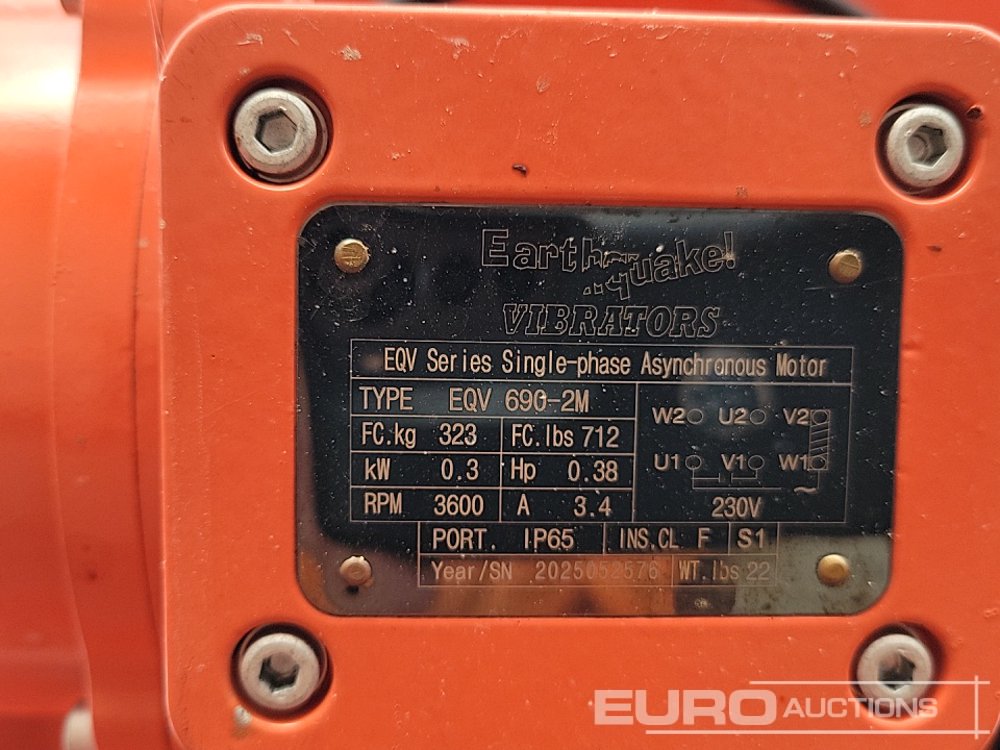 Earthquake!
VIBRATORS
EQV Series Single-phase Asynchronous Motor
TYPE EQV 690-2M
W2 U2 V2
FC.kg 323 FC.lbs 712
kW 0.3 Hp 0.38
U1 V1 W1
RPM 3600 A 3.4
~
230V
PORT. IP65 INS.CL F S1
Year/SN 2025052576 WT.lbs 22
EURO AUCTIONS